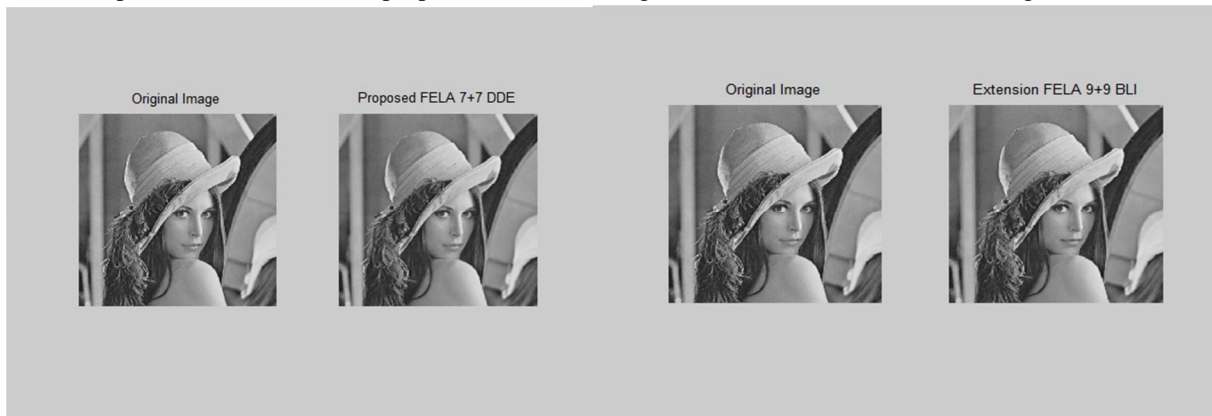 Original Image
Proposed FELA 7+7 DDE
Original Image
Extension FELA 9+9 BLI